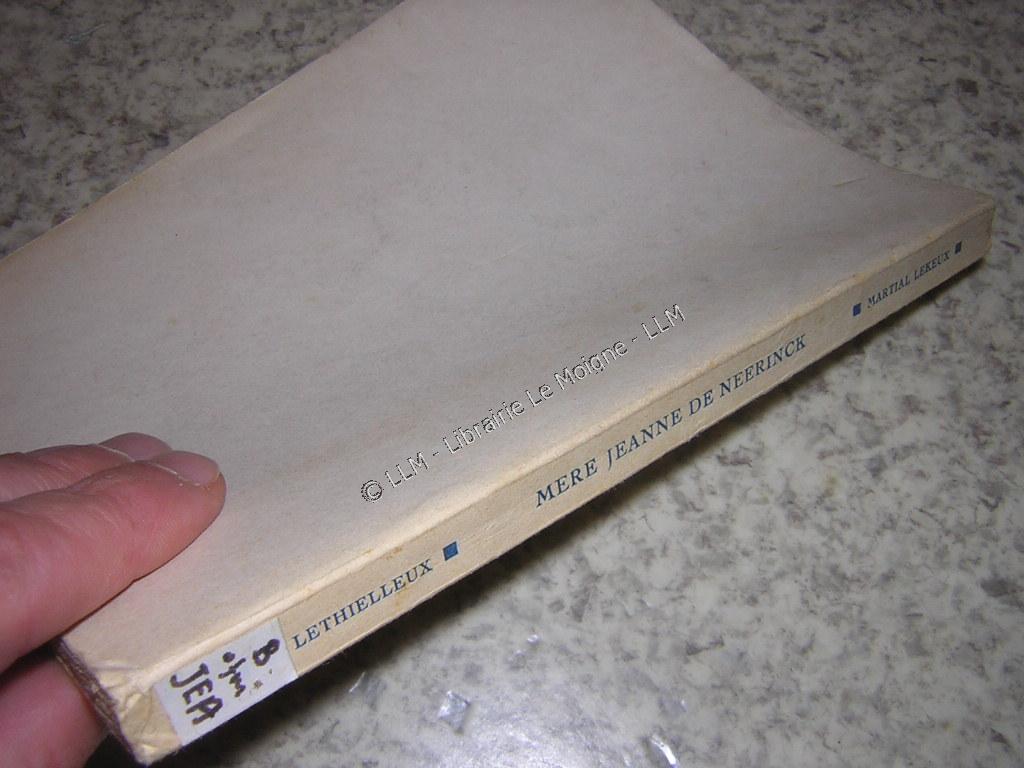 © LLM - Librairie Le Moigne - LLM
MARTIAL LEKEUX
MERE JEANNE DE NEERINCK
LETHIELLEUX
B
JEA